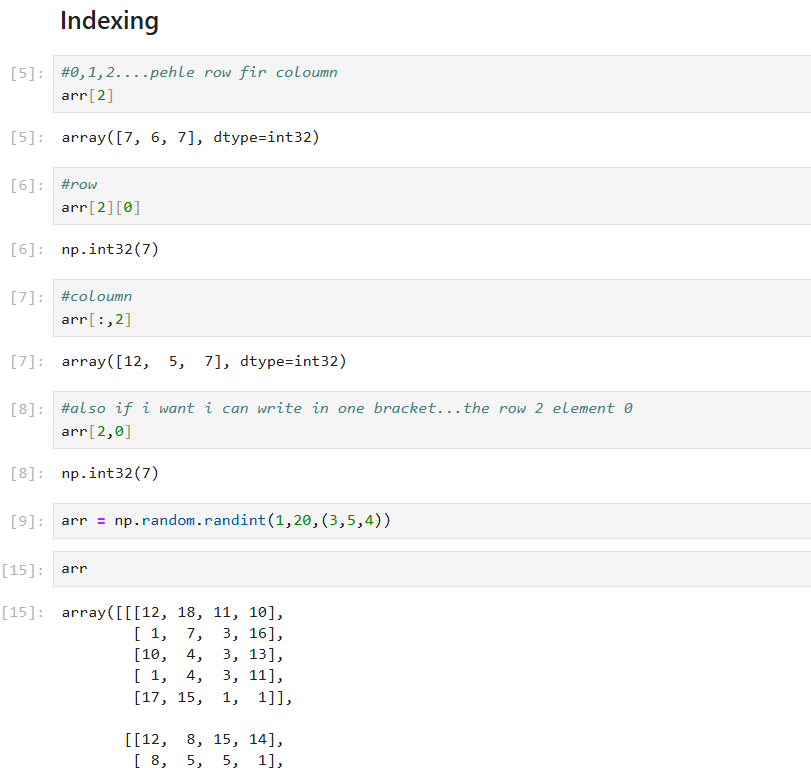 Indexing
[5]: #0,1,2....pehle row fir coloumn
arr[2]
[5]: array([7, 6, 7], dtype=int32)
[6]: #row
arr[2][0]
[6]: np.int32(7)
[7]: #coloumn
arr[:,2]
[7]: array([12,  5,  7], dtype=int32)
[8]: #also if i want i can write in one bracket...the row 2 element 0
arr[2,0]
[8]: np.int32(7)
[9]: arr = np.random.randint(1,20,(3,5,4))
[15]: arr
[15]: array([[[12, 18, 11, 10],
[ 1,  7,  3, 16],
[10,  4,  3, 13],
[ 1,  4,  3, 11],
[17, 15,  1,  1]],
[[12,  8, 15, 14],
[ 8,  5,  5,  1],